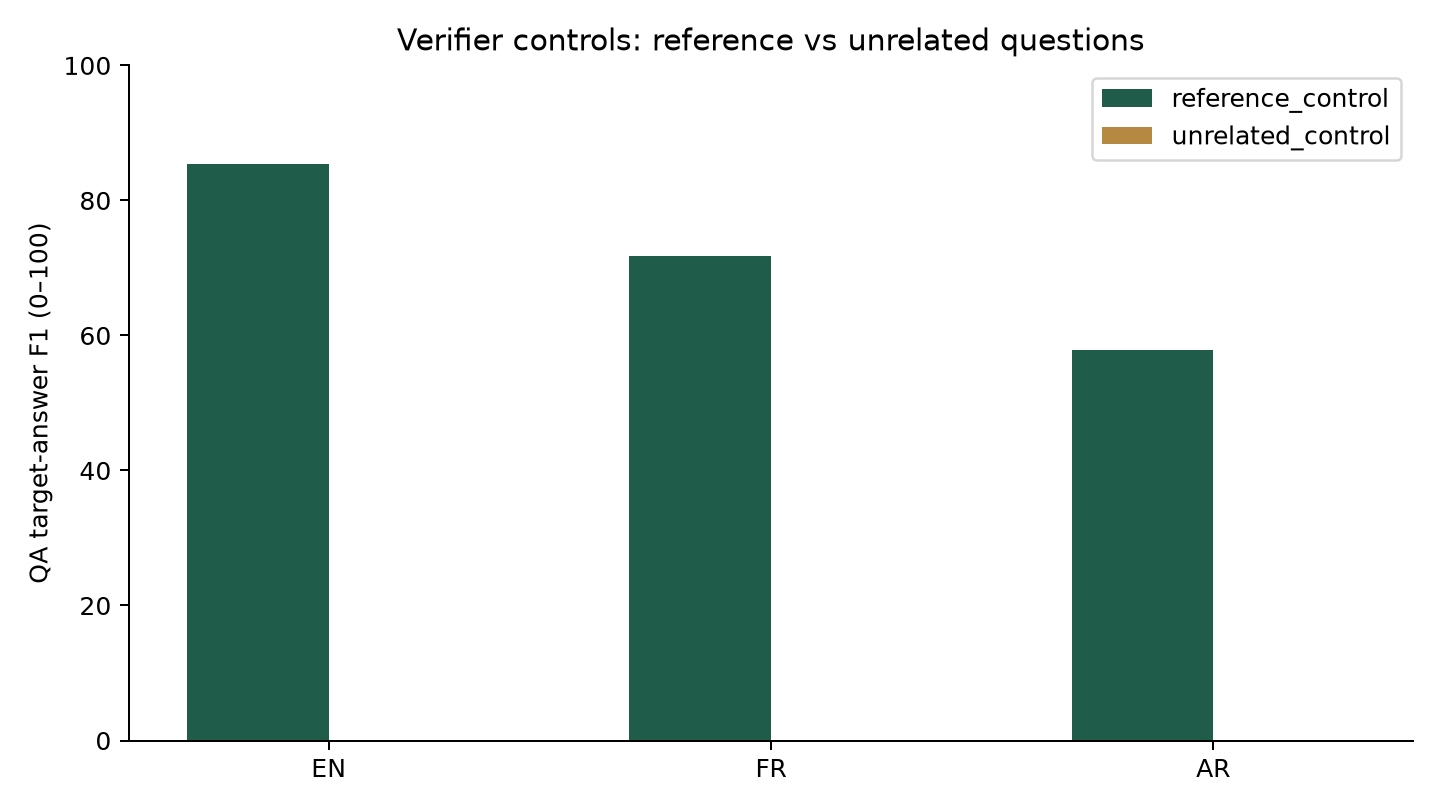 Verifier controls: reference vs unrelated questions
reference_control
unrelated_control
QA target-answer F1 (0–100)
100
80
60
40
20
0
EN FR AR